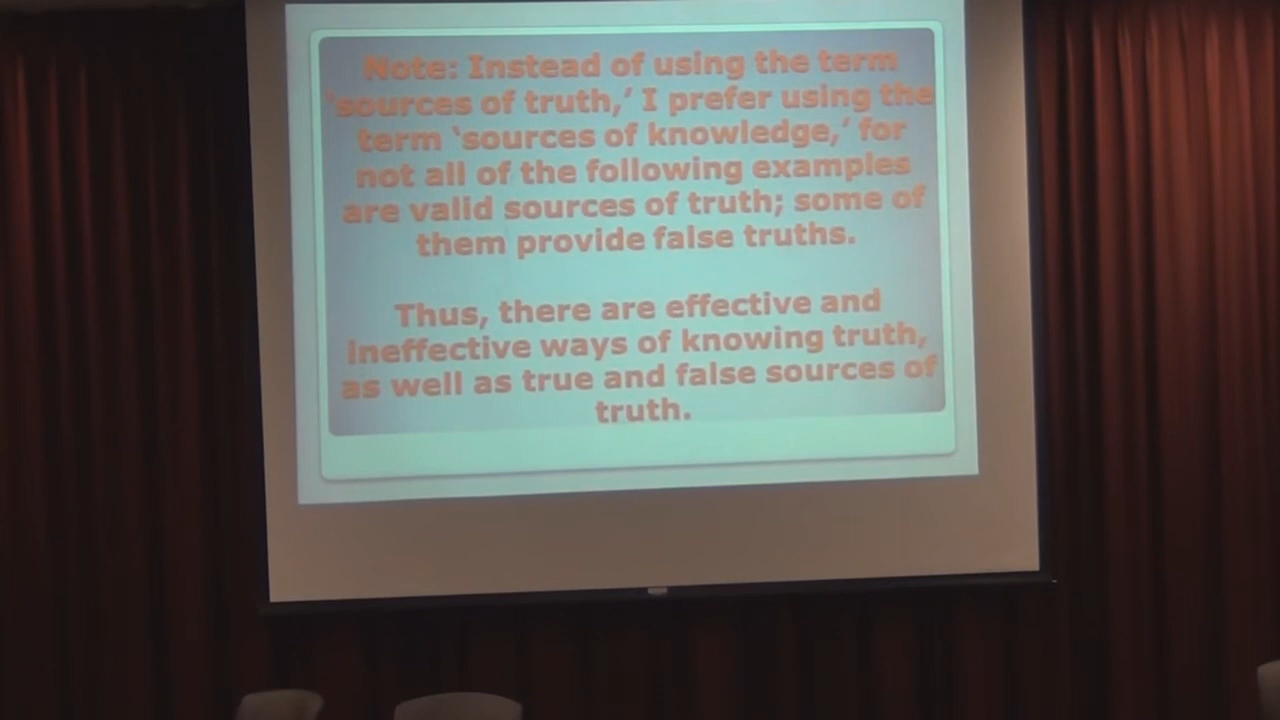 Note: Instead of using the term
‘sources of truth,’ I prefer using the
term ‘sources of knowledge,’ for
not all of the following examples
are valid sources of truth; some of
them provide false truths.
Thus, there are effective and
ineffective ways of knowing truth,
as well as true and false sources of
truth.